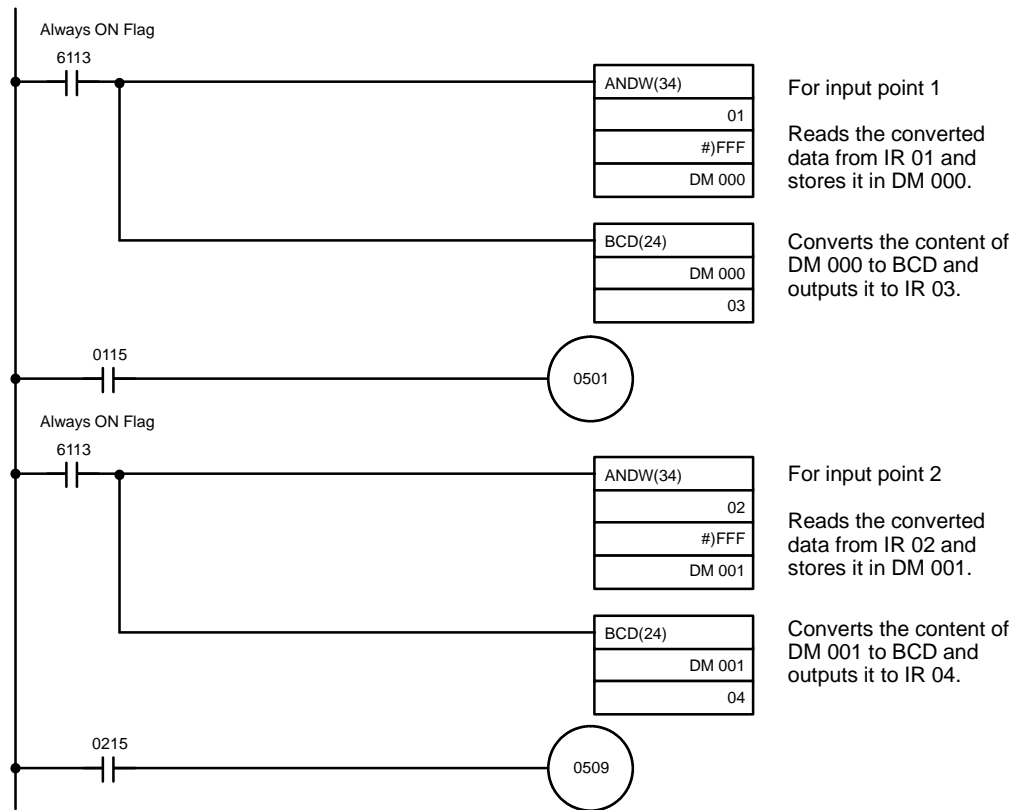 Always ON Flag
6113
ANDW(34)
01
#)FFF
DM 000
For input point 1
Reads the converted
data from IR 01 and
stores it in DM 000.
BCD(24)
DM 000
03
Converts the content of
DM 000 to BCD and
outputs it to IR 03.
0115
0501
Always ON Flag
6113
ANDW(34)
02
#)FFF
DM 001
For input point 2
Reads the converted
data from IR 02 and
stores it in DM 001.
BCD(24)
DM 001
04
Converts the content of
DM 001 to BCD and
outputs it to IR 04.
0215
0509